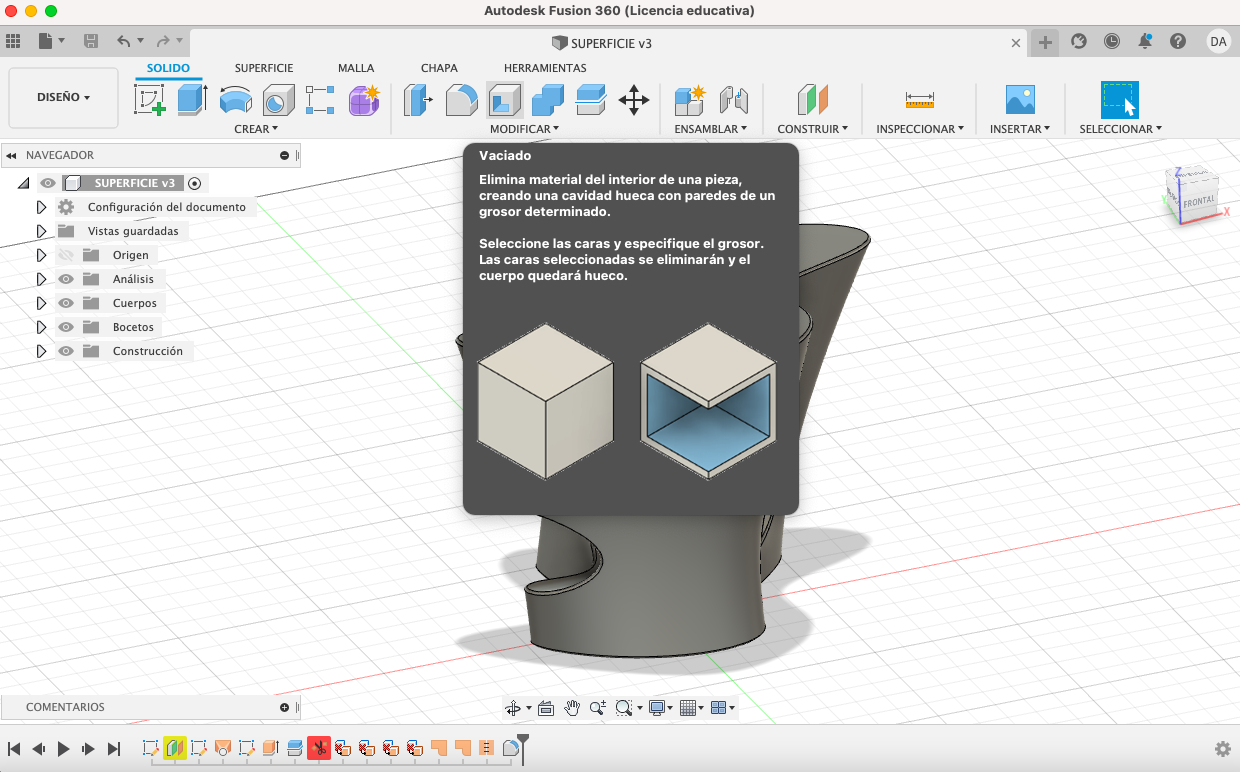 Autodesk Fusion 360 (Licencia educativa)
SUPERFICIE v3
DA
DISEÑO
SOLIDO SUPERFICIE MALLA CHAPA HERRAMIENTAS
CREAR MODIFICAR ENSAMBLAR CONSTRUIR INSPECCIONAR INSERTAR SELECCIONAR
NAVEGADOR
SUPERFICIE v3
Configuración del documento
Vistas guardadas
Origen
Análisis
Cuerpos
Bocetos
Construcción
Vaciado
Elimina material del interior de una pieza,
creando una cavidad hueca con paredes de un
grosor determinado.
Seleccione las caras y especifique el grosor.
Las caras seleccionadas se eliminarán y el
cuerpo quedará hueco.
Z
FRONTAL
Y
X
COMENTARIOS